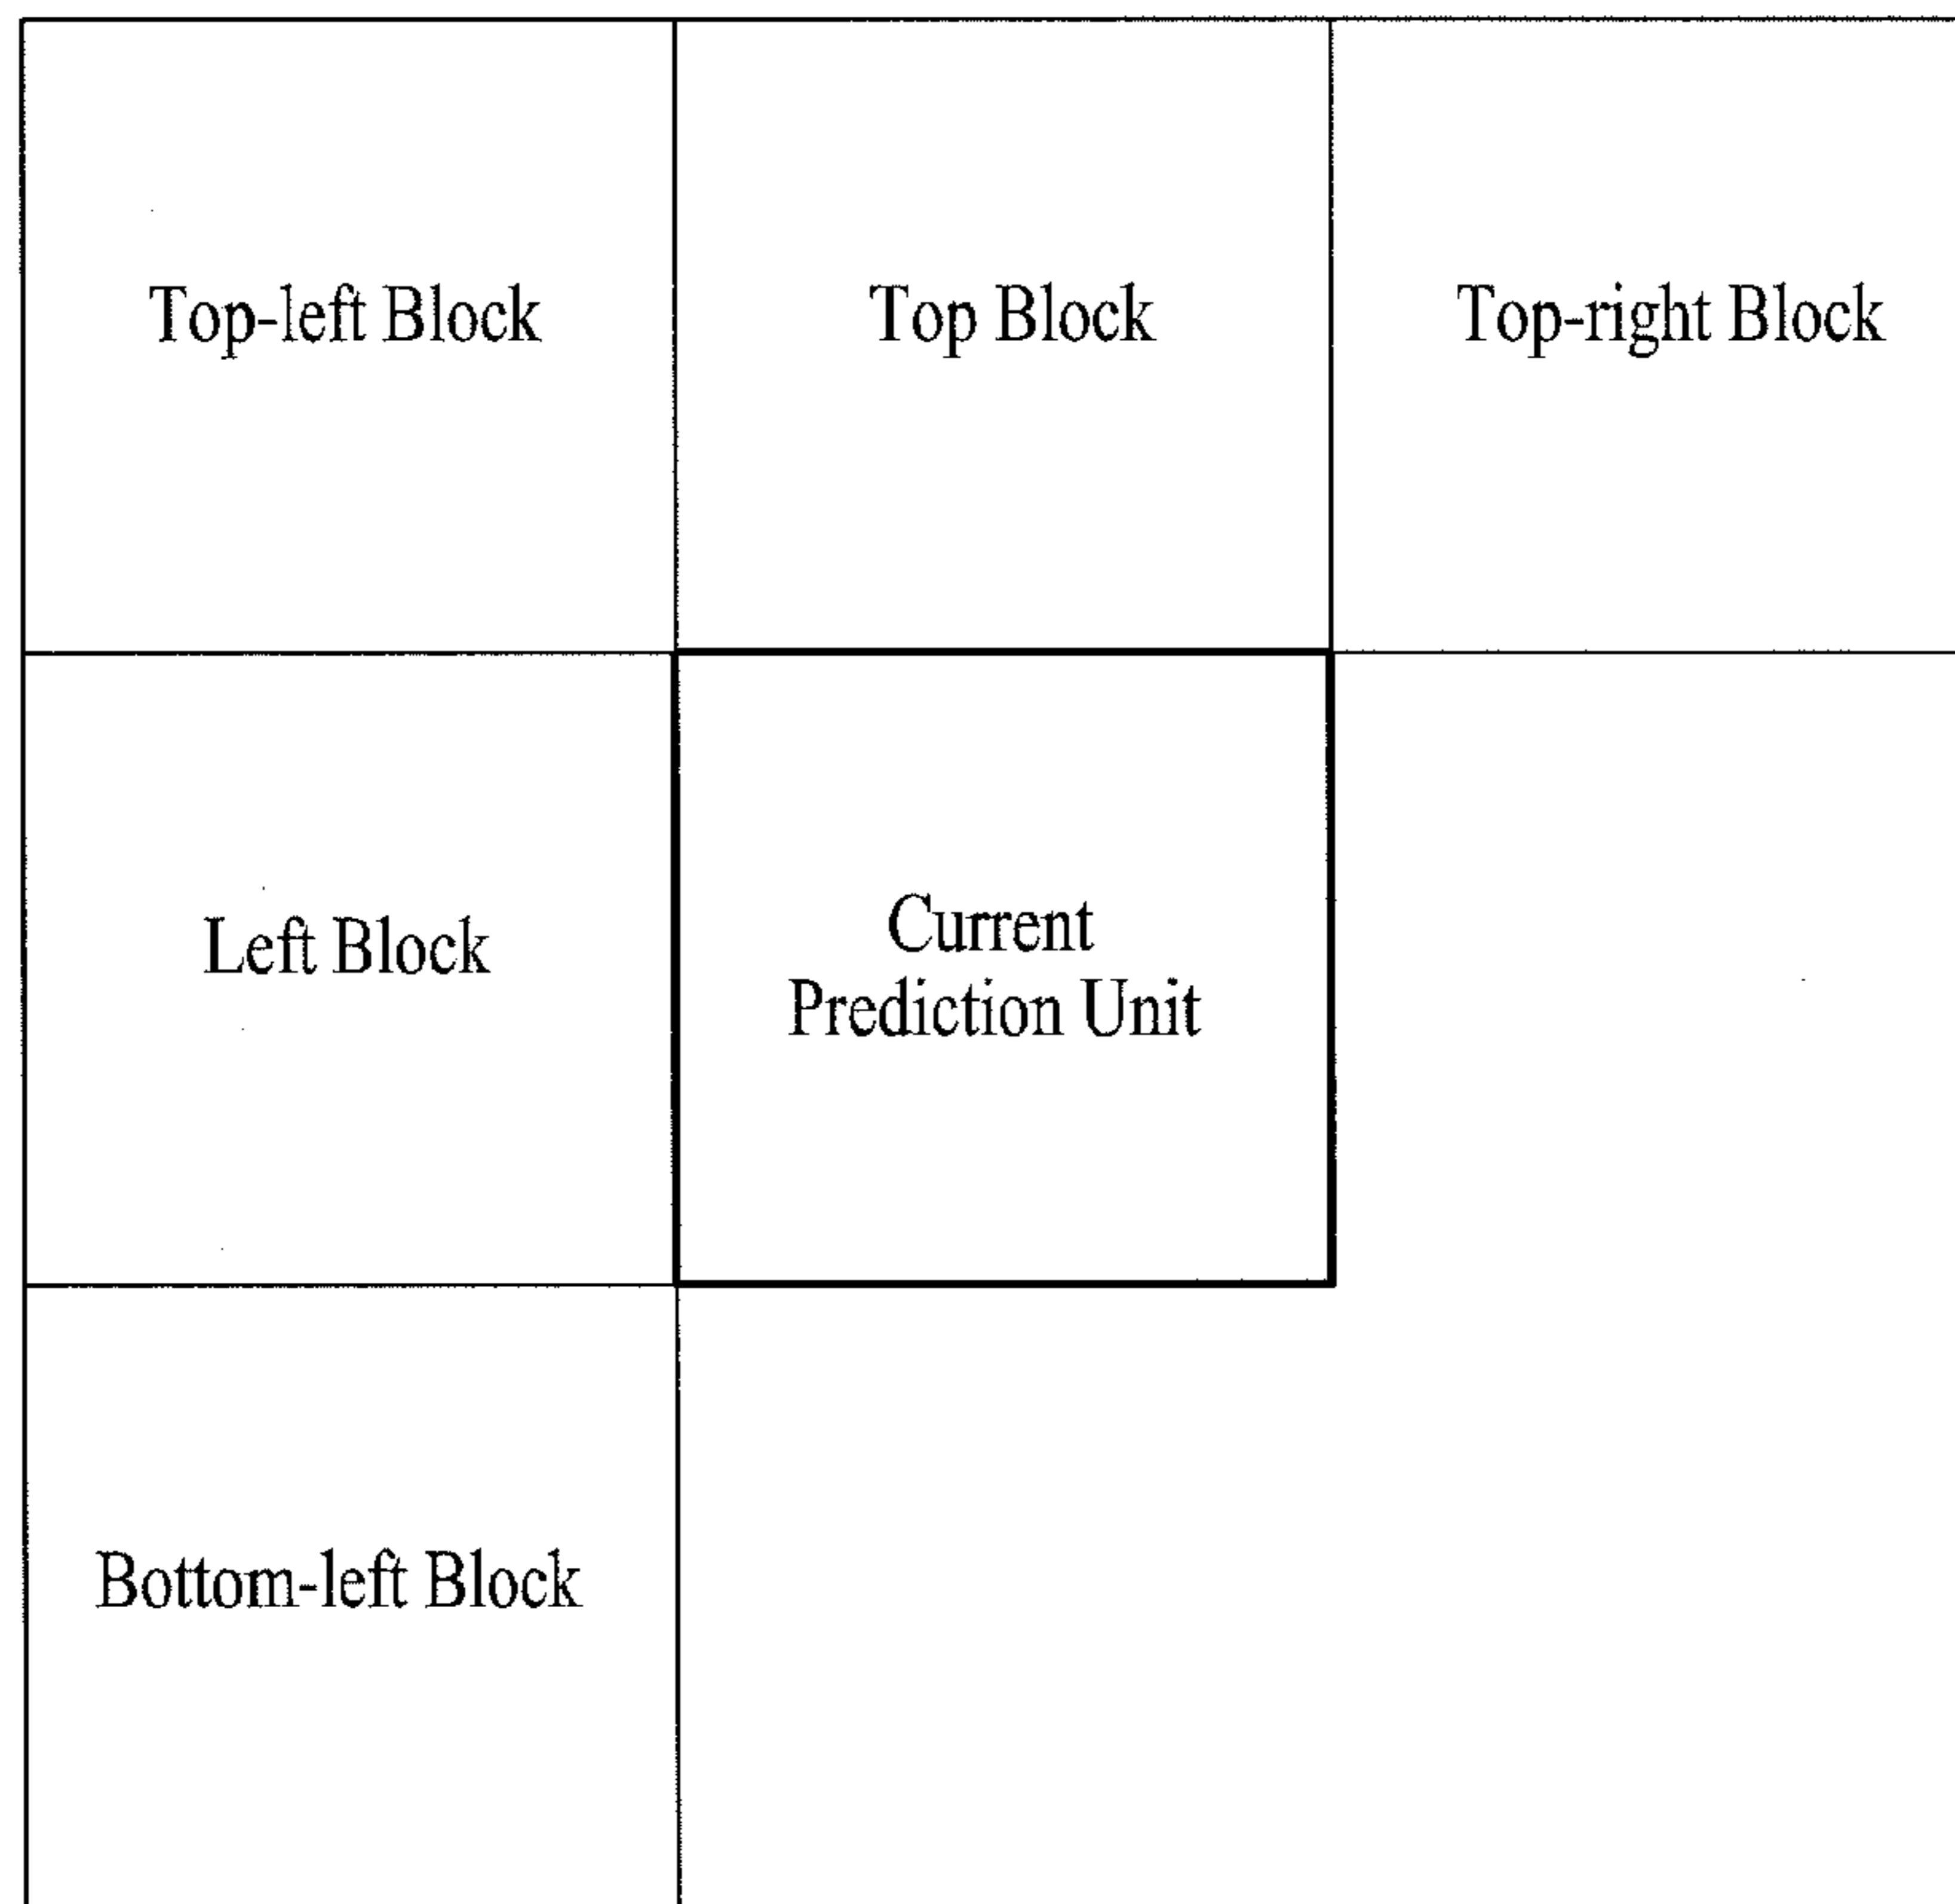 Top-left Block
Top Block
Top-right Block
Left Block
Current
Prediction Unit
Bottom-left Block